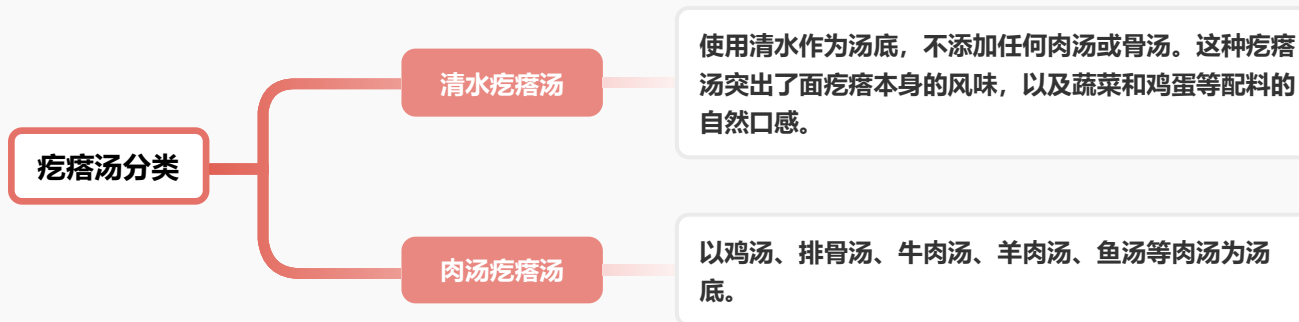 疙瘩汤分类
清水疙瘩汤
使用清水作为汤底，不添加任何肉汤或骨汤。这种疙瘩
汤突出了面疙瘩本身的风味，以及蔬菜和鸡蛋等配料的
自然口感。
肉汤疙瘩汤
以鸡汤、排骨汤、牛肉汤、羊肉汤、鱼汤等肉汤为汤
底。